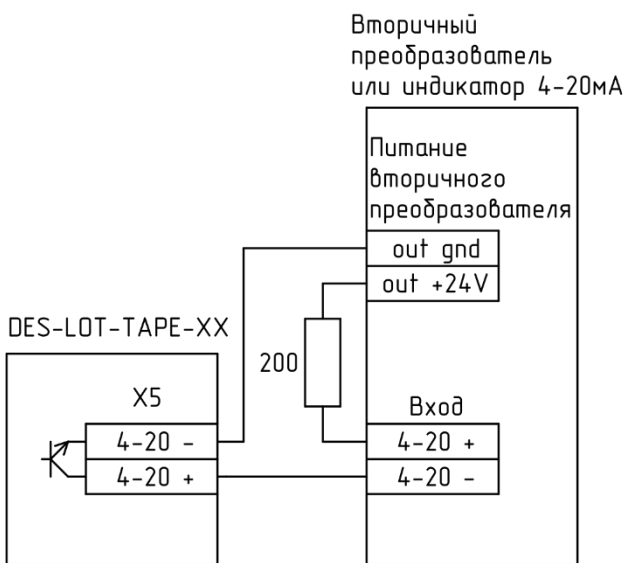 Вторичный
преобразователь
или индикатор 4-20мА
Питание
вторичного
преобразователя
out gnd
out +24V
DES-LOT-TAPE-XX
200
X5
Вход
4-20 -
4-20 +
4-20 +
4-20 -